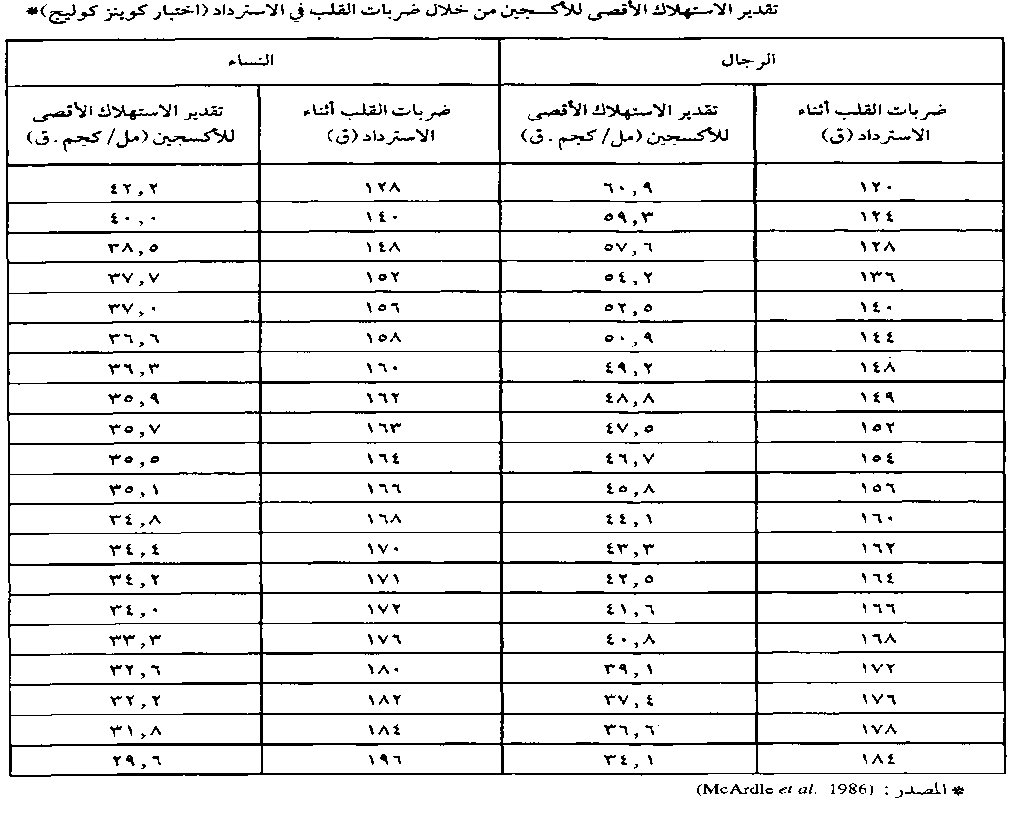 تقدير الاستهلاك الأقصى للأكسجين من خلال ضربات القلب في الاسترداد (اختبار كوينز كوليج)*
الرجال النساء
ضربات القلب أثناء الاسترداد (ق) تقدير الاستهلاك الأقصى للأكسجين (مل/كجم.ق) ضربات القلب أثناء الاسترداد (ق) تقدير الاستهلاك الأقصى للأكسجين (مل/كجم.ق)
١٢٠ ٦٠,٩ ١٢٨ ٤٢,٢
١٢٤ ٥٩,٣ ١٤٠ ٤٠,٠
١٢٨ ٥٧,٦ ١٤٨ ٣٨,٥
١٣٦ ٥٤,٢ ١٥٢ ٣٧,٧
١٤٠ ٥٢,٥ ١٥٦ ٣٧,٠
١٤٤ ٥٠,٩ ١٥٨ ٣٦,٦
١٤٨ ٤٩,٢ ١٦٠ ٣٦,٣
١٤٩ ٤٨,٨ ١٦٢ ٣٥,٩
١٥٢ ٤٧,٥ ١٦٣ ٣٥,٧
١٥٤ ٤٦,٧ ١٦٤ ٣٥,٥
١٥٦ ٤٥,٨ ١٦٦ ٣٥,١
١٦٠ ٤٤,١ ١٦٨ ٣٤,٨
١٦٢ ٤٣,٣ ١٧٠ ٣٤,٤
١٦٤ ٤٢,٥ ١٧١ ٣٤,٢
١٦٦ ٤١,٦ ١٧٢ ٣٤,٠
١٦٨ ٤٠,٨ ١٧٦ ٣٣,٣
١٧٢ ٣٩,١ ١٨٠ ٣٢,٦
١٧٦ ٣٧,٤ ١٨٢ ٣٢,٢
١٧٨ ٣٦,٦ ١٨٤ ٣١,٨
١٨٤ ٣٤,١ ١٩٦ ٢٩,٦
* المصدر: (McArdle et al. 1986)